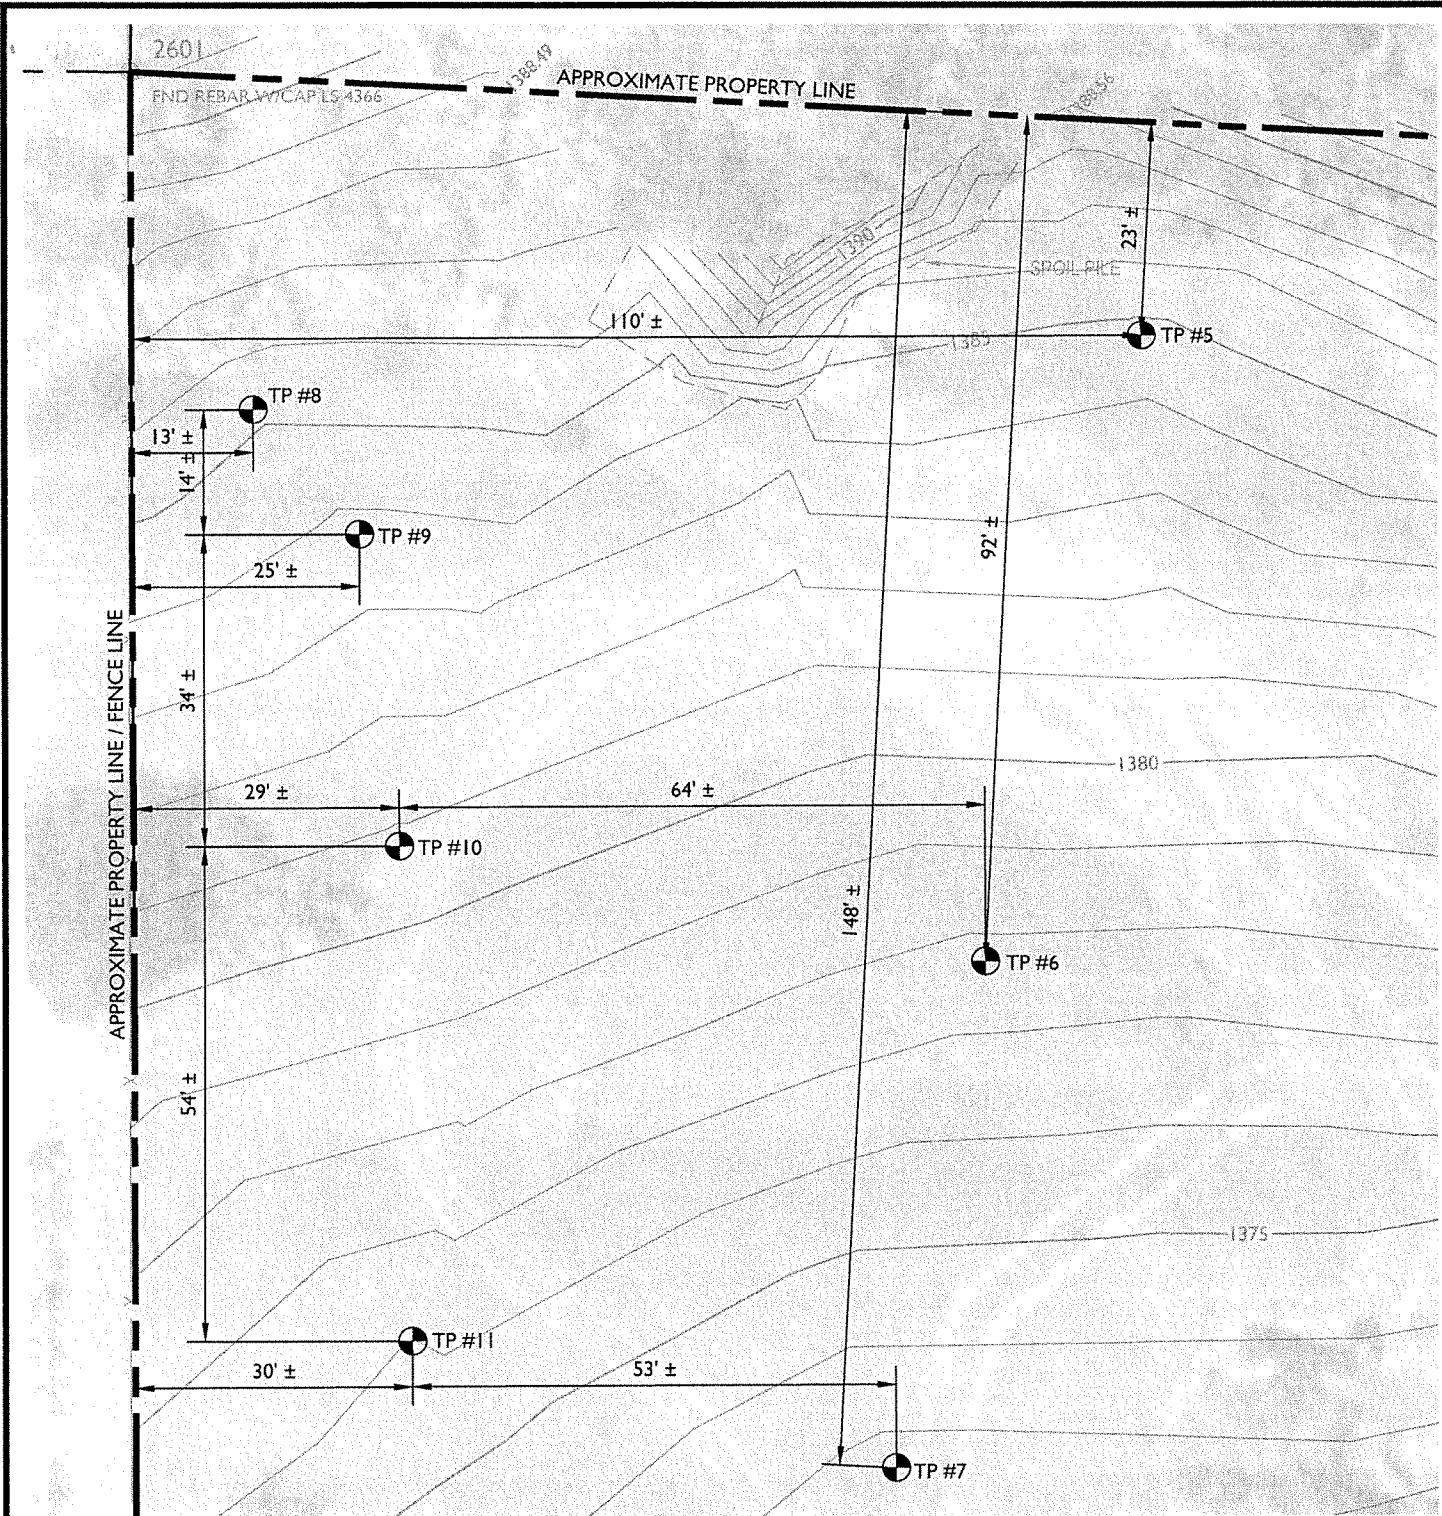 2601
FND REBAR W/CAP LS 4366
1388.49
APPROXIMATE PROPERTY LINE
1388.56
23' ±
1390
SPOIL PILE
110' ±
1385
TP #5
TP #8
13' ±
14' ±
TP #9
25' ±
92' ±
APPROXIMATE PROPERTY LINE / FENCE LINE
34' ±
1380
29' ±
64' ±
TP #10
148' ±
TP #6
54' ±
1375
TP #11
30' ±
53' ±
TP #7